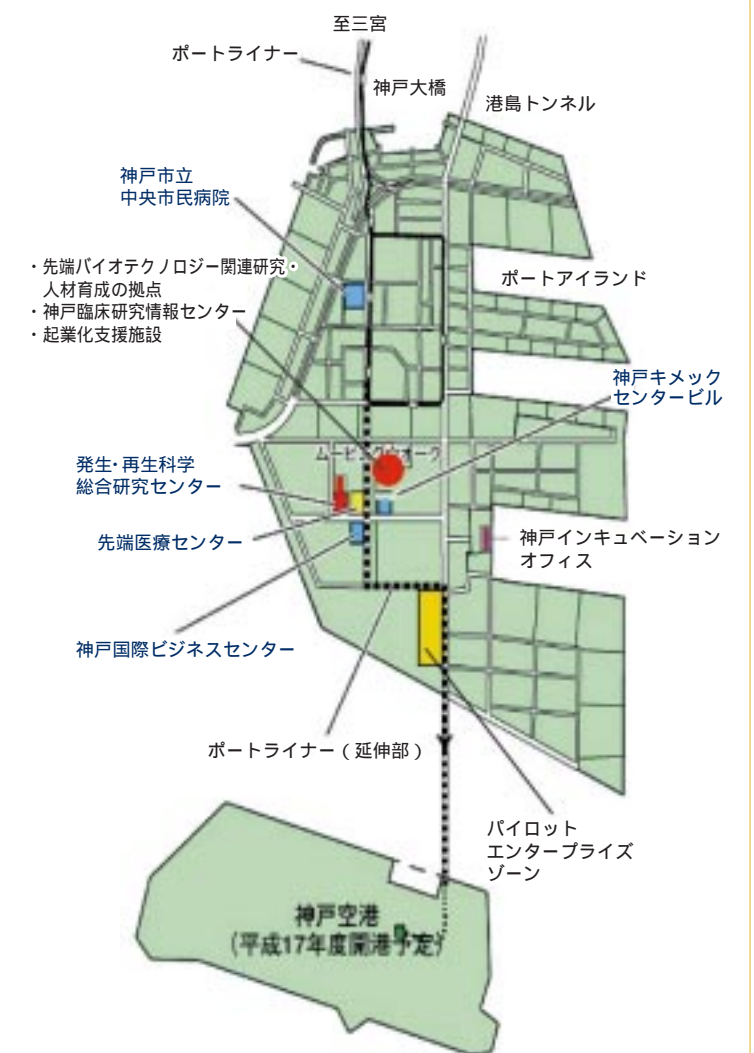 至三宮
ポートライナー
神戸大橋
港島トンネル
神戸市立
中央市民病院
・先端バイオテクノロジー関連研究・
人材育成の拠点
・神戸臨床研究情報センター
・起業化支援施設
ポートアイランド
神戸キメック
センタービル
ムービングウォーク
発生・再生科学
総合研究センター
先端医療センター
神戸インキュベーション
オフィス
神戸国際ビジネスセンター
ポートライナー(延伸部)
パイロット
エンタープライズ
ゾーン
神戸空港
(平成17年度開港予定)